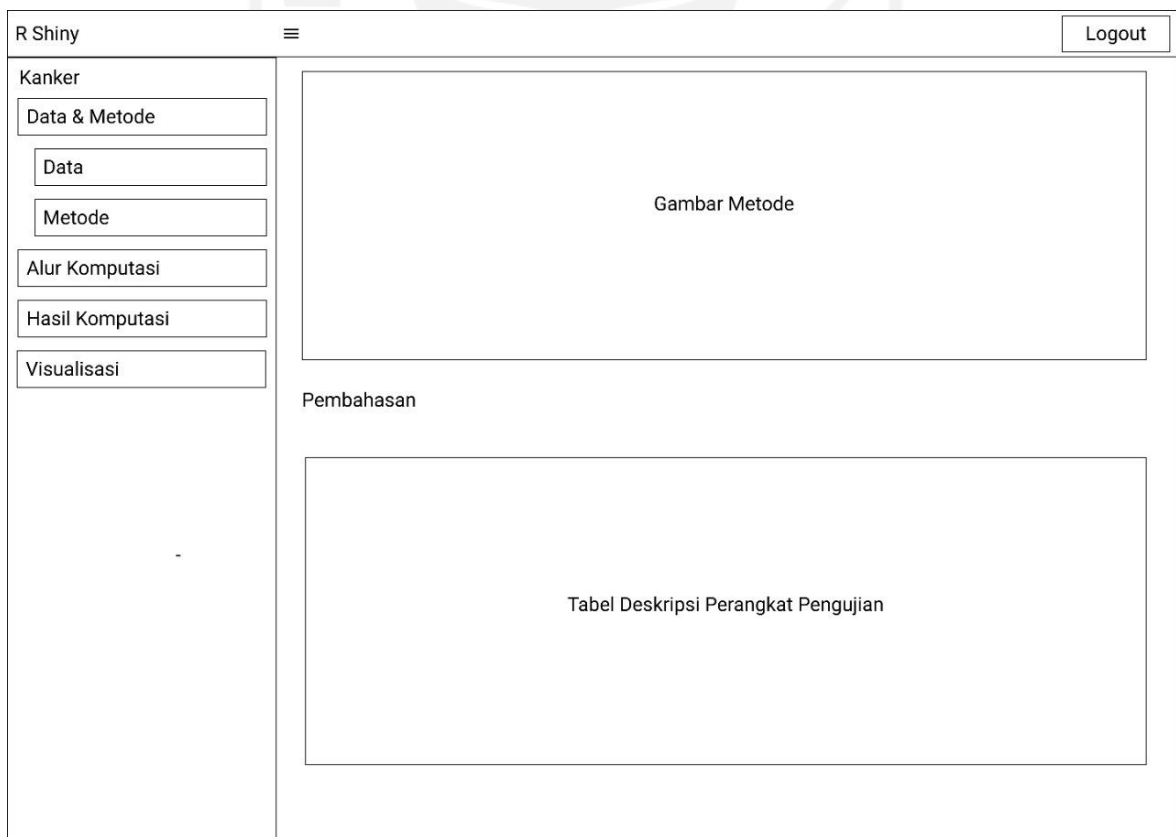 R Shiny
Logout
Kanker
Data & Metode
Data
Metode
Alur Komputasi
Hasil Komputasi
Visualisasi
-
Gambar Metode
Pembahasan
Tabel Deskripsi Perangkat Pengujian